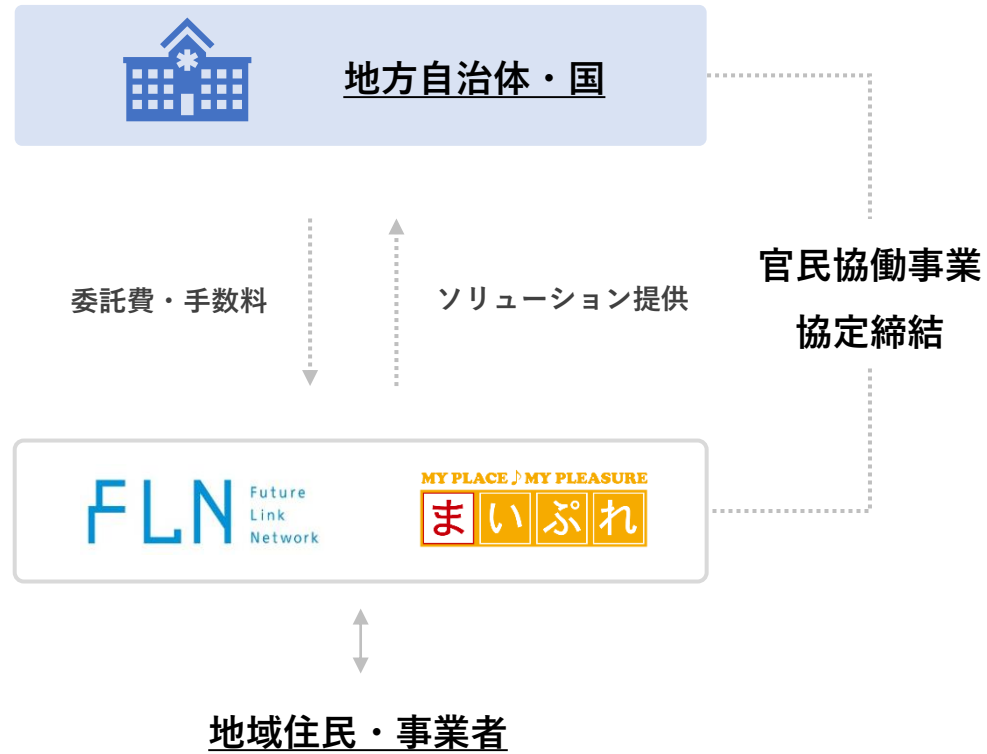 地方自治体・国
委託費・手数料
ソリューション提供
官民協働事業
協定締結
FLN
Future
Link
Network
MY PLACE♪MY PLEASURE
まいぷれ
地域住民・事業者